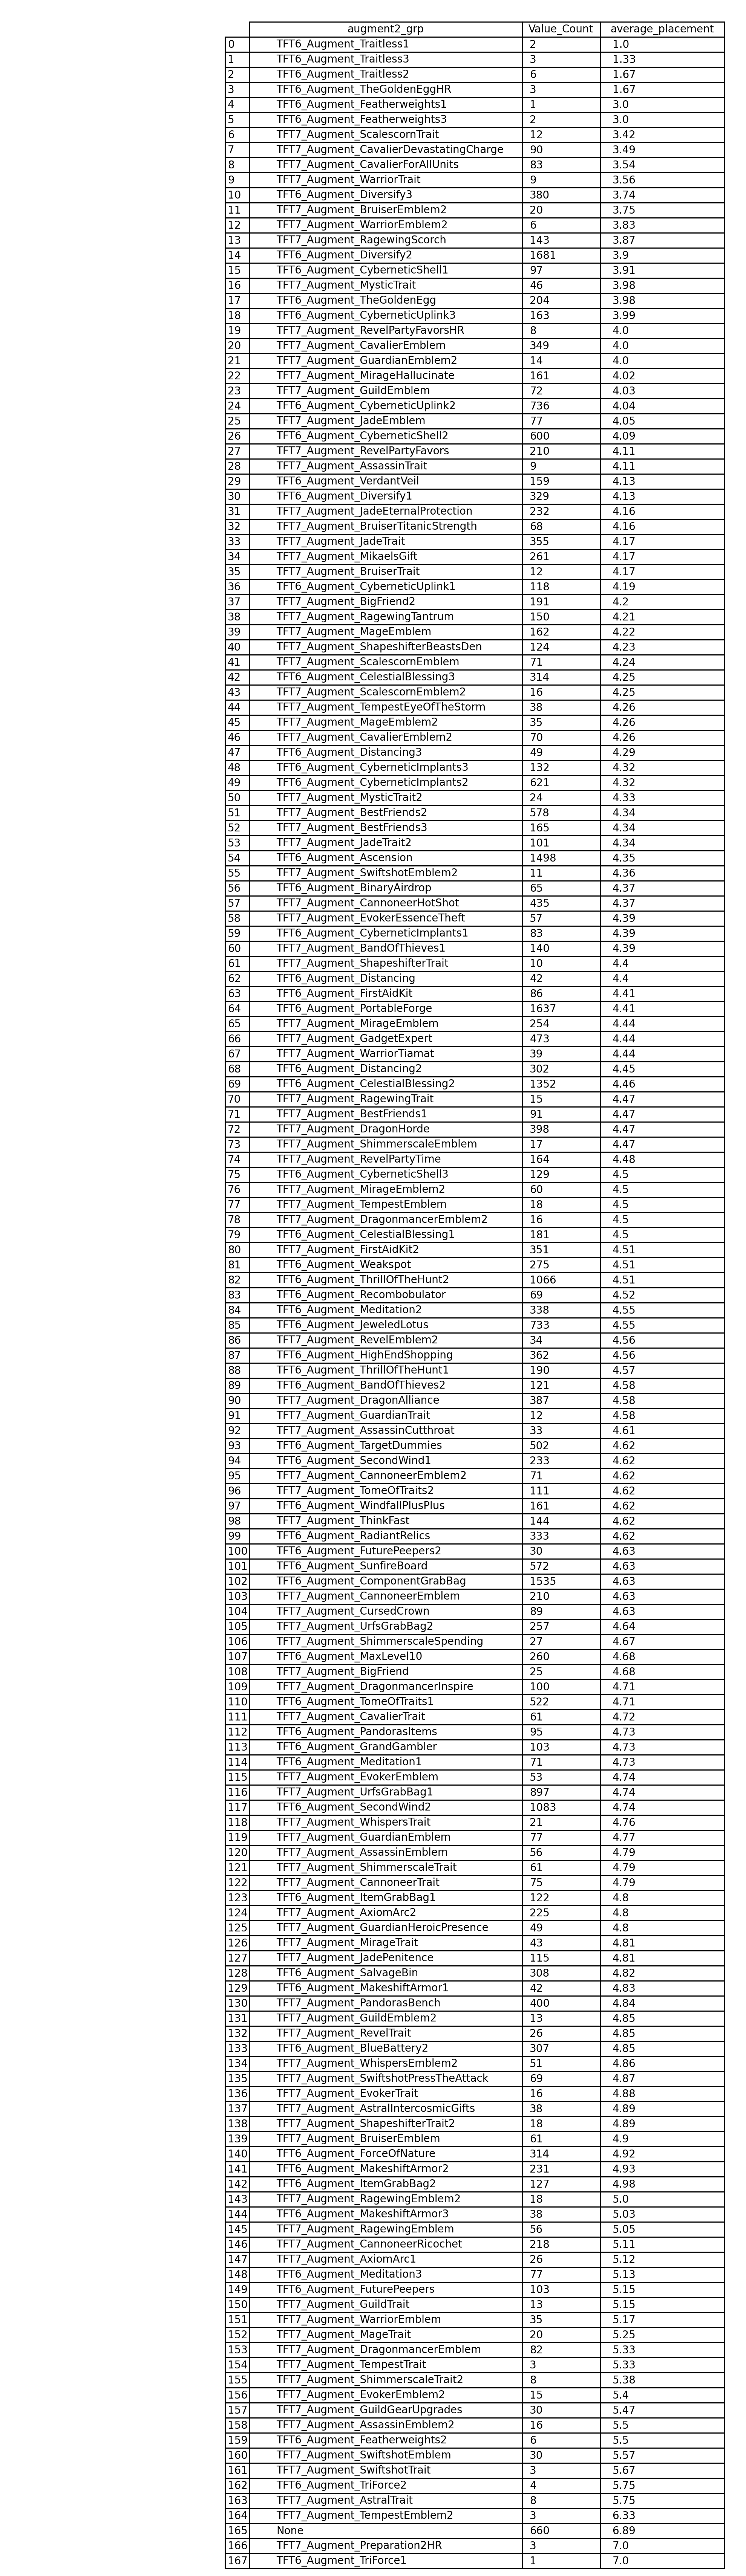 augment2_grp Value_Count average_placement
0 TFT6_Augment_Traitless1 2 1.0
1 TFT6_Augment_Traitless3 3 1.33
2 TFT6_Augment_Traitless2 6 1.67
3 TFT6_Augment_TheGoldenEggHR 3 1.67
4 TFT6_Augment_Featherweights1 1 3.0
5 TFT6_Augment_Featherweights3 2 3.0
6 TFT7_Augment_ScalescornTrait 12 3.42
7 TFT7_Augment_CavalierDevastatingCharge 90 3.49
8 TFT7_Augment_CavalierForAllUnits 83 3.54
9 TFT7_Augment_WarriorTrait 9 3.56
10 TFT6_Augment_Diversify3 380 3.74
11 TFT7_Augment_BruiserEmblem2 20 3.75
12 TFT7_Augment_WarriorEmblem2 6 3.83
13 TFT7_Augment_RagewingScorch 143 3.87
14 TFT6_Augment_Diversify2 1681 3.9
15 TFT6_Augment_CyberneticShell1 97 3.91
16 TFT7_Augment_MysticTrait 46 3.98
17 TFT6_Augment_TheGoldenEgg 204 3.98
18 TFT6_Augment_CyberneticUplink3 163 3.99
19 TFT7_Augment_RevelPartyFavorsHR 8 4.0
20 TFT7_Augment_CavalierEmblem 349 4.0
21 TFT7_Augment_GuardianEmblem2 14 4.0
22 TFT7_Augment_MirageHallucinate 161 4.02
23 TFT7_Augment_GuildEmblem 72 4.03
24 TFT6_Augment_CyberneticUplink2 736 4.04
25 TFT7_Augment_JadeEmblem 77 4.05
26 TFT6_Augment_CyberneticShell2 600 4.09
27 TFT7_Augment_RevelPartyFavors 210 4.11
28 TFT7_Augment_AssassinTrait 9 4.11
29 TFT6_Augment_VerdantVeil 159 4.13
30 TFT6_Augment_Diversify1 329 4.13
31 TFT7_Augment_JadeEternalProtection 232 4.16
32 TFT7_Augment_BruiserTitanicStrength 68 4.16
33 TFT7_Augment_JadeTrait 355 4.17
34 TFT7_Augment_MikaelsGift 261 4.17
35 TFT7_Augment_BruiserTrait 12 4.17
36 TFT6_Augment_CyberneticUplink1 118 4.19
37 TFT7_Augment_BigFriend2 191 4.2
38 TFT7_Augment_RagewingTantrum 150 4.21
39 TFT7_Augment_MageEmblem 162 4.22
40 TFT7_Augment_ShapeshifterBeastsDen 124 4.23
41 TFT7_Augment_ScalescornEmblem 71 4.24
42 TFT6_Augment_CelestialBlessing3 314 4.25
43 TFT7_Augment_ScalescornEmblem2 16 4.25
44 TFT7_Augment_TempestEyeOfTheStorm 38 4.26
45 TFT7_Augment_MageEmblem2 35 4.26
46 TFT7_Augment_CavalierEmblem2 70 4.26
47 TFT6_Augment_Distancing3 49 4.29
48 TFT6_Augment_CyberneticImplants3 132 4.32
49 TFT6_Augment_CyberneticImplants2 621 4.32
50 TFT7_Augment_MysticTrait2 24 4.33
51 TFT7_Augment_BestFriends2 578 4.34
52 TFT7_Augment_BestFriends3 165 4.34
53 TFT7_Augment_JadeTrait2 101 4.34
54 TFT6_Augment_Ascension 1498 4.35
55 TFT7_Augment_SwiftshotEmblem2 11 4.36
56 TFT6_Augment_BinaryAirdrop 65 4.37
57 TFT7_Augment_CannoneerHotShot 435 4.37
58 TFT7_Augment_EvokerEssenceTheft 57 4.39
59 TFT6_Augment_CyberneticImplants1 83 4.39
60 TFT7_Augment_BandOfThieves1 140 4.39
61 TFT7_Augment_ShapeshifterTrait 10 4.4
62 TFT6_Augment_Distancing 42 4.4
63 TFT6_Augment_FirstAidKit 86 4.41
64 TFT6_Augment_PortableForge 1637 4.41
65 TFT7_Augment_MirageEmblem 254 4.44
66 TFT7_Augment_GadgetExpert 473 4.44
67 TFT7_Augment_WarriorTiamat 39 4.44
68 TFT6_Augment_Distancing2 302 4.45
69 TFT6_Augment_CelestialBlessing2 1352 4.46
70 TFT7_Augment_RagewingTrait 15 4.47
71 TFT7_Augment_BestFriends1 91 4.47
72 TFT7_Augment_DragonHorde 398 4.47
73 TFT7_Augment_ShimmerscaleEmblem 17 4.47
74 TFT7_Augment_RevelPartyTime 164 4.48
75 TFT6_Augment_CyberneticShell3 129 4.5
76 TFT7_Augment_MirageEmblem2 60 4.5
77 TFT7_Augment_TempestEmblem 18 4.5
78 TFT7_Augment_DragonmancerEmblem2 16 4.5
79 TFT6_Augment_CelestialBlessing1 181 4.5
80 TFT7_Augment_FirstAidKit2 351 4.51
81 TFT6_Augment_Weakspot 275 4.51
82 TFT6_Augment_ThrillOfTheHunt2 1066 4.51
83 TFT6_Augment_Recombobulator 69 4.52
84 TFT6_Augment_Meditation2 338 4.55
85 TFT6_Augment_JeweledLotus 733 4.55
86 TFT7_Augment_RevelEmblem2 34 4.56
87 TFT6_Augment_HighEndShopping 362 4.56
88 TFT6_Augment_ThrillOfTheHunt1 190 4.57
89 TFT6_Augment_BandOfThieves2 121 4.58
90 TFT7_Augment_DragonAlliance 387 4.58
91 TFT7_Augment_GuardianTrait 12 4.58
92 TFT7_Augment_AssassinCutthroat 33 4.61
93 TFT6_Augment_TargetDummies 502 4.62
94 TFT6_Augment_SecondWind1 233 4.62
95 TFT7_Augment_CannoneerEmblem2 71 4.62
96 TFT7_Augment_TomeOfTraits2 111 4.62
97 TFT6_Augment_WindfallPlusPlus 161 4.62
98 TFT7_Augment_ThinkFast 144 4.62
99 TFT6_Augment_RadiantRelics 333 4.62
100 TFT6_Augment_FuturePeepers2 30 4.63
101 TFT6_Augment_SunfireBoard 572 4.63
102 TFT6_Augment_ComponentGrabBag 1535 4.63
103 TFT7_Augment_CannoneerEmblem 210 4.63
104 TFT7_Augment_CursedCrown 89 4.63
105 TFT7_Augment_UrfsGrabBag2 257 4.64
106 TFT7_Augment_ShimmerscaleSpending 27 4.67
107 TFT6_Augment_MaxLevel10 260 4.68
108 TFT7_Augment_BigFriend 25 4.68
109 TFT7_Augment_DragonmancerInspire 100 4.71
110 TFT6_Augment_TomeOfTraits1 522 4.71
111 TFT7_Augment_CavalierTrait 61 4.72
112 TFT6_Augment_PandorasItems 95 4.73
113 TFT6_Augment_GrandGambler 103 4.73
114 TFT6_Augment_Meditation1 71 4.73
115 TFT7_Augment_EvokerEmblem 53 4.74
116 TFT7_Augment_UrfsGrabBag1 897 4.74
117 TFT6_Augment_SecondWind2 1083 4.74
118 TFT7_Augment_WhispersTrait 21 4.76
119 TFT7_Augment_GuardianEmblem 77 4.77
120 TFT7_Augment_AssassinEmblem 56 4.79
121 TFT7_Augment_ShimmerscaleTrait 61 4.79
122 TFT7_Augment_CannoneerTrait 75 4.79
123 TFT6_Augment_ItemGrabBag1 122 4.8
124 TFT7_Augment_AxiomArc2 225 4.8
125 TFT7_Augment_GuardianHeroicPresence 49 4.8
126 TFT7_Augment_MirageTrait 43 4.81
127 TFT7_Augment_JadePenitence 115 4.81
128 TFT6_Augment_SalvageBin 308 4.82
129 TFT6_Augment_MakeshiftArmor1 42 4.83
130 TFT7_Augment_PandorasBench 400 4.84
131 TFT7_Augment_GuildEmblem2 13 4.85
132 TFT7_Augment_RevelTrait 26 4.85
133 TFT6_Augment_BlueBattery2 307 4.85
134 TFT7_Augment_WhispersEmblem2 51 4.86
135 TFT7_Augment_SwiftshotPressTheAttack 69 4.87
136 TFT7_Augment_EvokerTrait 16 4.88
137 TFT7_Augment_AstralIntercosmicGifts 38 4.89
138 TFT7_Augment_ShapeshifterTrait2 18 4.89
139 TFT7_Augment_BruiserEmblem 61 4.9
140 TFT6_Augment_ForceOfNature 314 4.92
141 TFT6_Augment_MakeshiftArmor2 231 4.93
142 TFT6_Augment_ItemGrabBag2 127 4.98
143 TFT7_Augment_RagewingEmblem2 18 5.0
144 TFT6_Augment_MakeshiftArmor3 38 5.03
145 TFT7_Augment_RagewingEmblem 56 5.05
146 TFT7_Augment_CannoneerRicochet 218 5.11
147 TFT7_Augment_AxiomArc1 26 5.12
148 TFT6_Augment_Meditation3 77 5.13
149 TFT6_Augment_FuturePeepers 103 5.15
150 TFT7_Augment_GuildTrait 13 5.15
151 TFT7_Augment_WarriorEmblem 35 5.17
152 TFT7_Augment_MageTrait 20 5.25
153 TFT7_Augment_DragonmancerEmblem 82 5.33
154 TFT7_Augment_TempestTrait 3 5.33
155 TFT7_Augment_ShimmerscaleTrait2 8 5.38
156 TFT7_Augment_EvokerEmblem2 15 5.4
157 TFT7_Augment_GuildGearUpgrades 30 5.47
158 TFT7_Augment_AssassinEmblem2 16 5.5
159 TFT6_Augment_Featherweights2 6 5.5
160 TFT7_Augment_SwiftshotEmblem 30 5.57
161 TFT7_Augment_SwiftshotTrait 3 5.67
162 TFT6_Augment_TriForce2 4 5.75
163 TFT7_Augment_AstralTrait 8 5.75
164 TFT7_Augment_TempestEmblem2 3 6.33
165 None 660 6.89
166 TFT7_Augment_Preparation2HR 3 7.0
167 TFT6_Augment_TriForce1 1 7.0